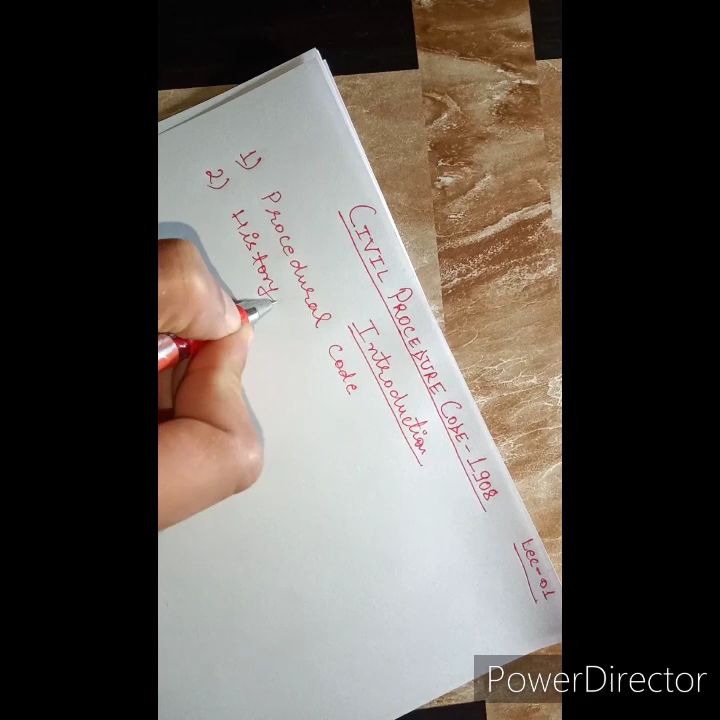 Lec-01
CIVIL PROCEDURE CODE-1908
Introduction
1) Procedural Code
2) History
PowerDirector